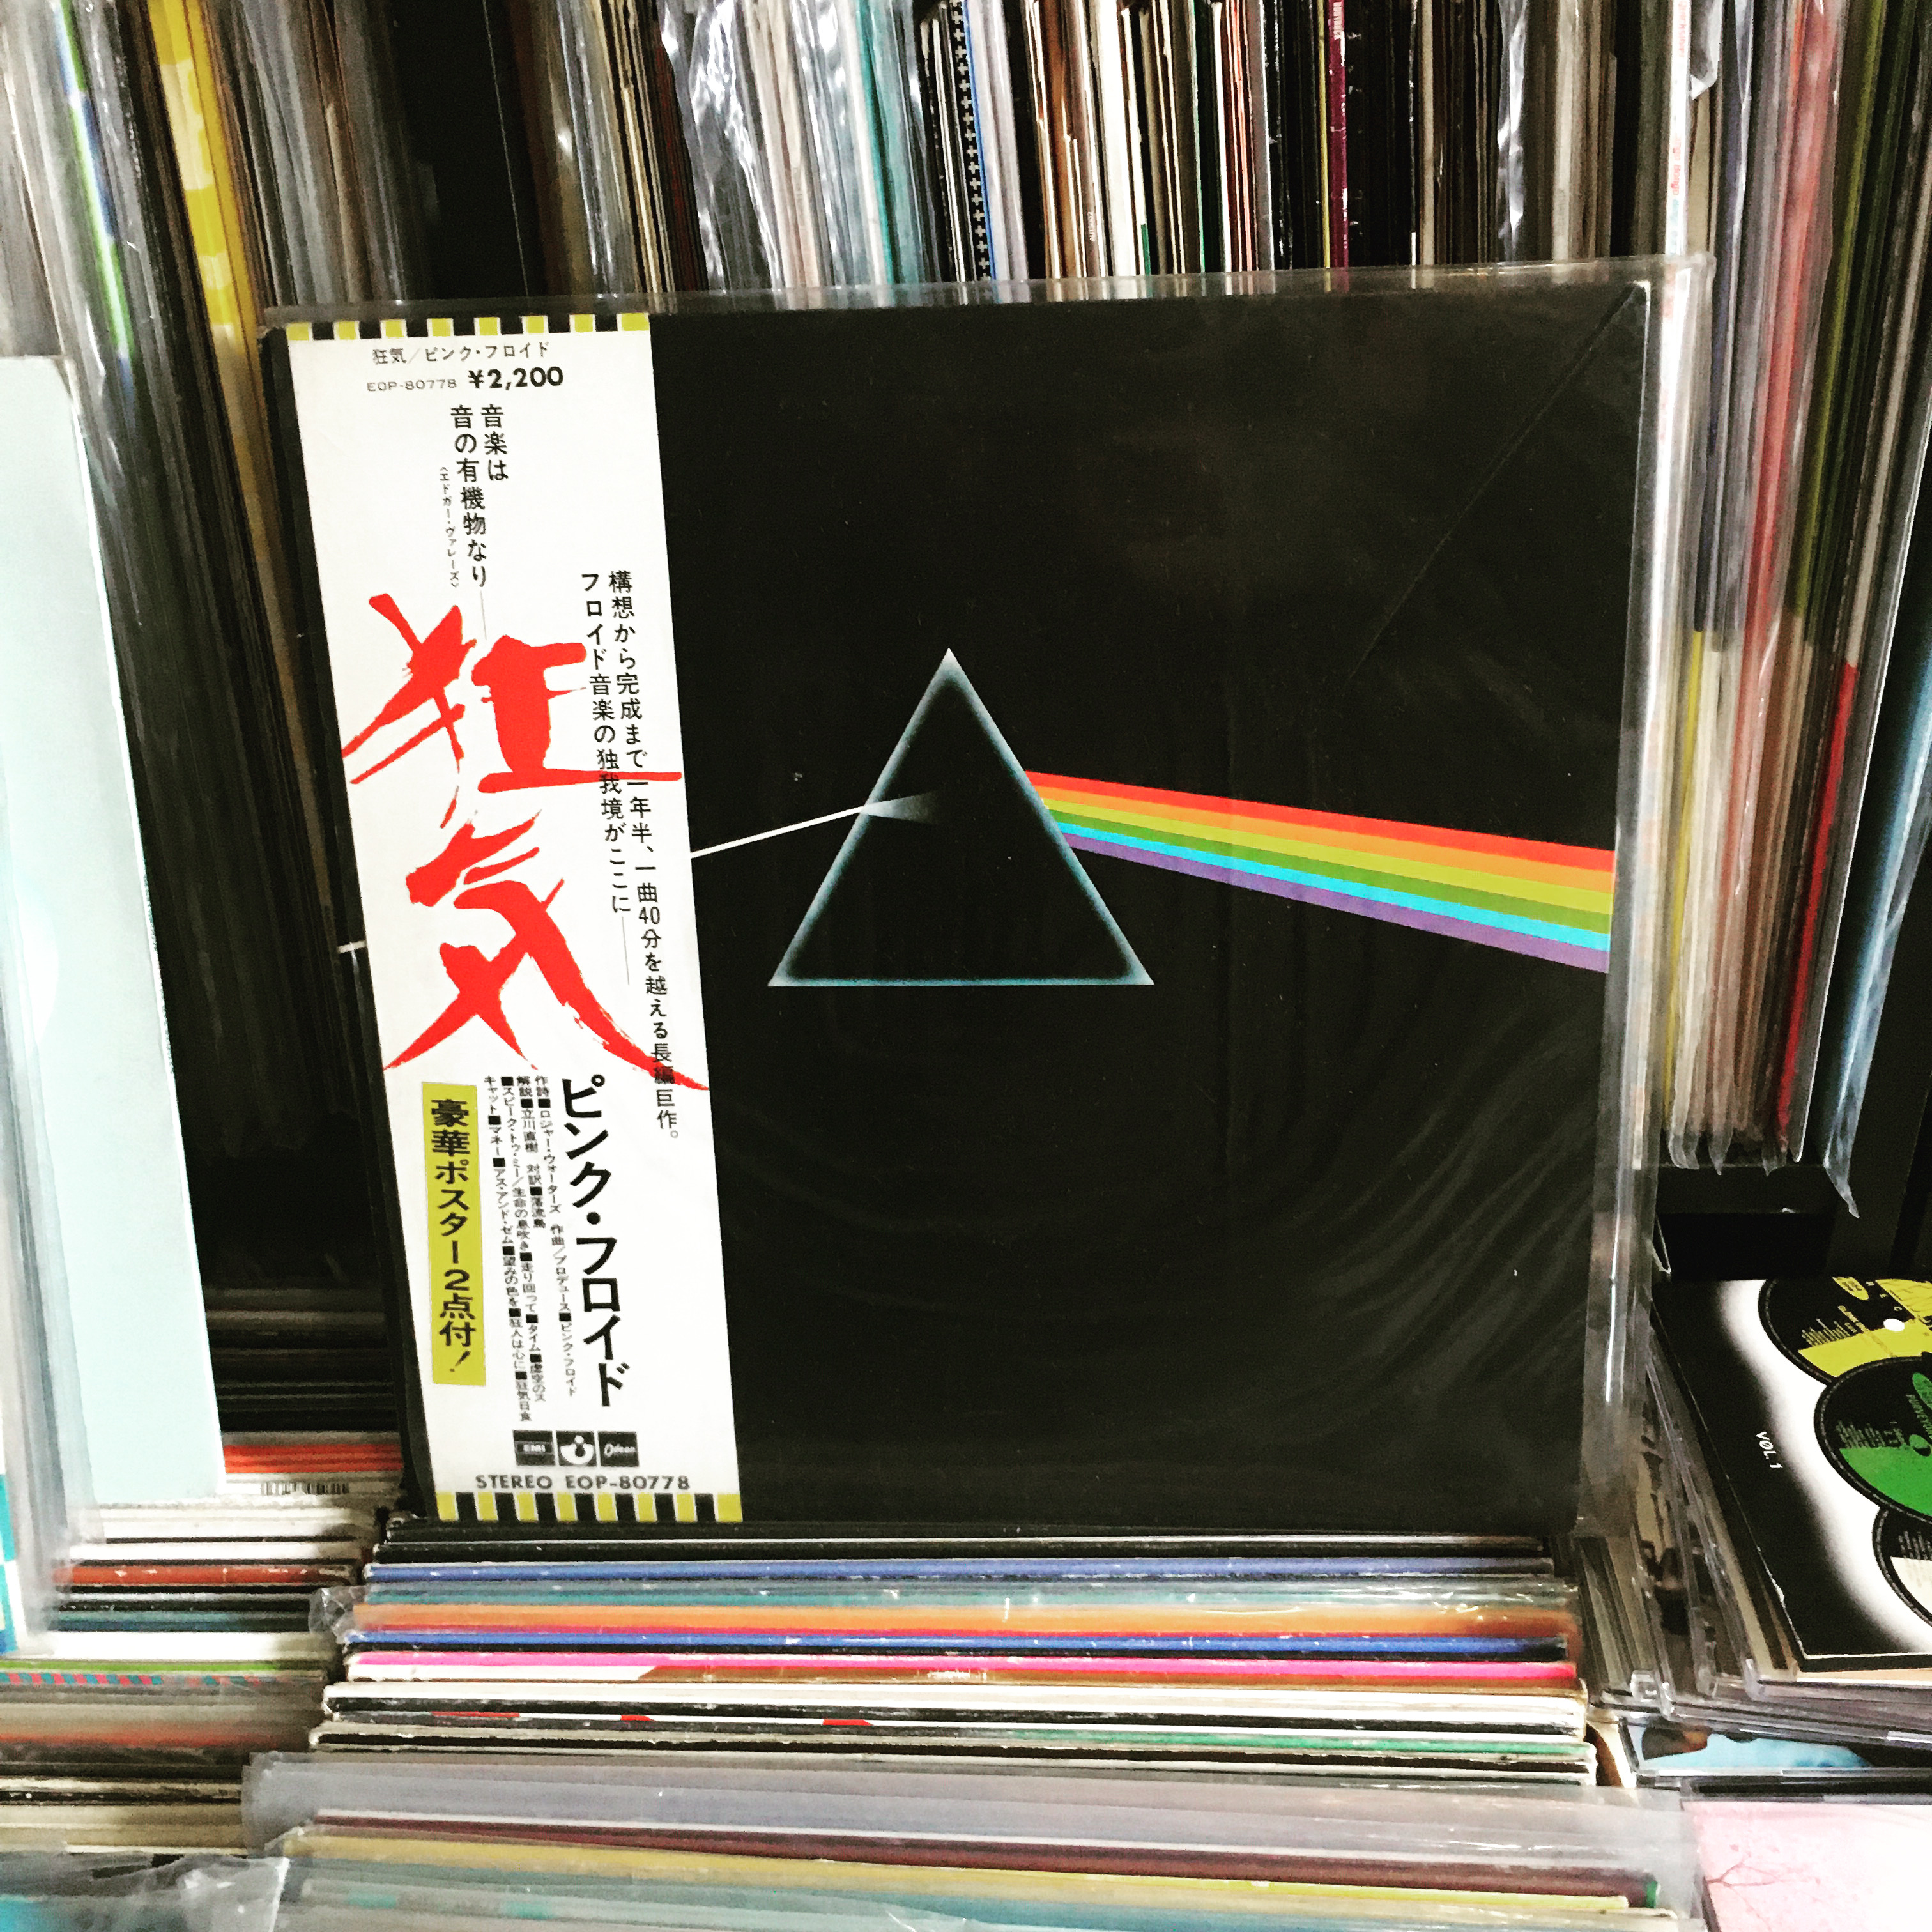 狂気／ピンク・フロイド
EOP-80778 ¥2,200
音楽は
音の有機物なり——
〈エドガー・ヴァレーズ〉
構想から完成まで一年半、一曲40分を越える長編巨作。
フロイド音楽の独我境がここに——
狂気
ピンク・フロイド
作詩■ロジャー・ウォーターズ 作曲／プロデュース■ピンク・フロイド
解説■立川直樹 対訳■落流鳥
■スピーク・トゥ・ミー／生命の息吹き■走り回って■タイム■虚空のス
キャット■マネー■アス・アンド・ゼム■望みの色を■狂人は心に■狂気日食
豪華ポスター2点付！
EMI
Odeon
STEREO EOP-80778
VOL.1